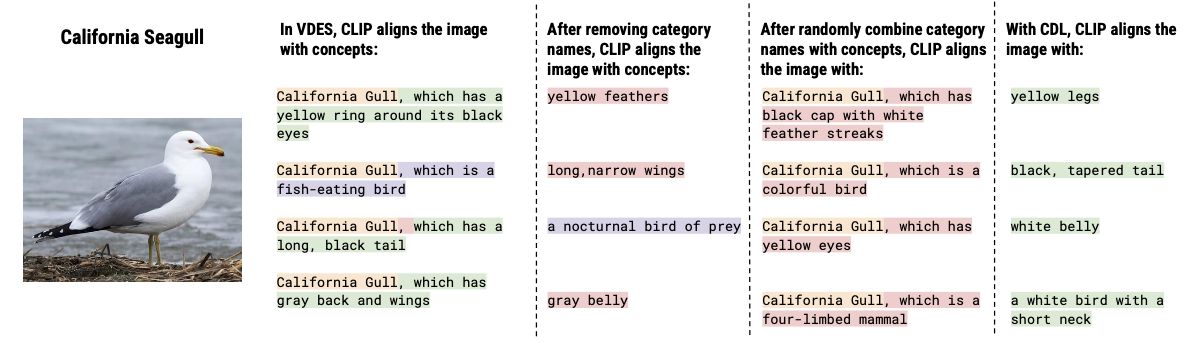 California Seagull
In VDES, CLIP aligns the image
with concepts:
California Gull, which has a
yellow ring around its black
eyes
California Gull, which is a
fish-eating bird
California Gull, which has a
long, black tail
California Gull, which has
gray back and wings
After removing category
names, CLIP aligns the
image with concepts:
yellow feathers
long,narrow wings
a nocturnal bird of prey
gray belly
After randomly combine category
names with concepts, CLIP aligns
the image with:
California Gull, which has
black cap with white
feather streaks
California Gull, which is a
colorful bird
California Gull, which has
yellow eyes
California Gull, which is a
four-limbed mammal
With CDL, CLIP aligns the
image with:
yellow legs
black, tapered tail
white belly
a white bird with a
short neck